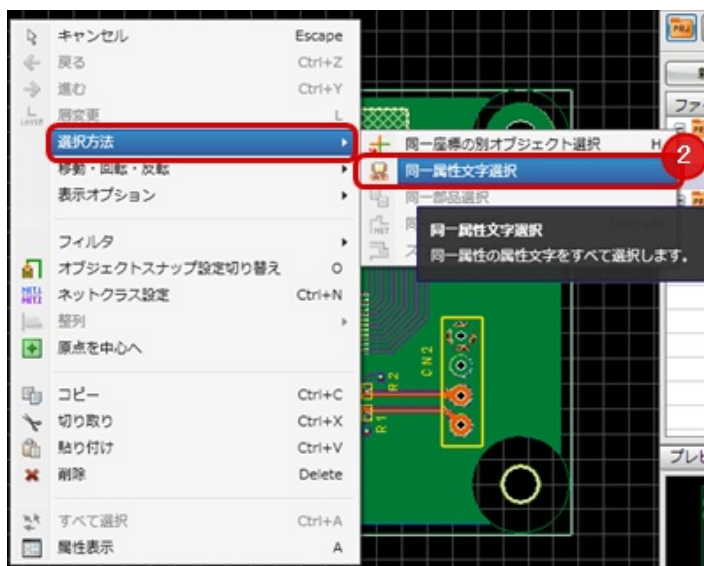 キャンセル Escape
戻る Ctrl+Z
進む Ctrl+Y
層変更 L
選択方法
移動・回転・反転
表示オプション
フィルタ
オブジェクトスナップ設定切り替え O
ネットクラス設定 Ctrl+N
整列
原点を中心へ
コピー Ctrl+C
切り取り Ctrl+X
貼り付け Ctrl+V
削除 Delete
すべて選択 Ctrl+A
属性表示 A
同一座標の別オブジェクト選択 H
同一属性文字選択
2
同一部品選択
同一属性文字選択
同一属性の属性文字をすべて選択します。
CN2
R2
R1
PRJ
ファ
プレビ